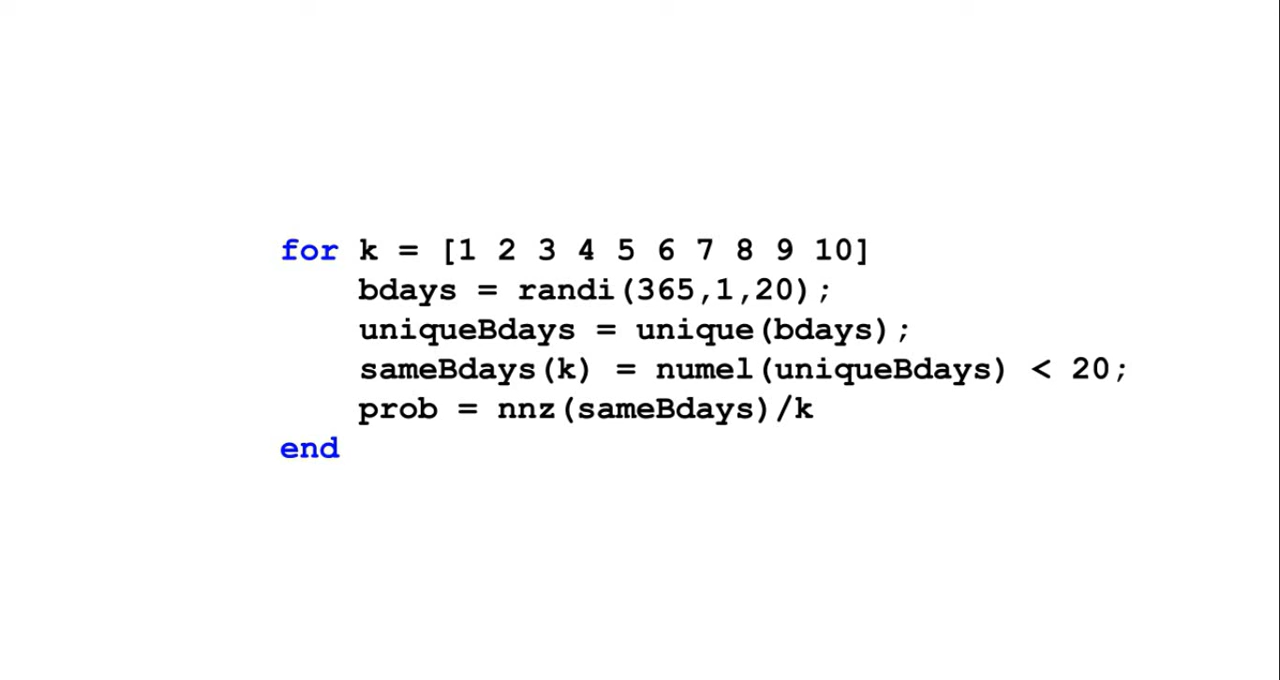 for k = [1 2 3 4 5 6 7 8 9 10]
    bdays = randi(365,1,20);
    uniqueBdays = unique(bdays);
    sameBdays(k) = numel(uniqueBdays) < 20;
    prob = nnz(sameBdays)/k
end